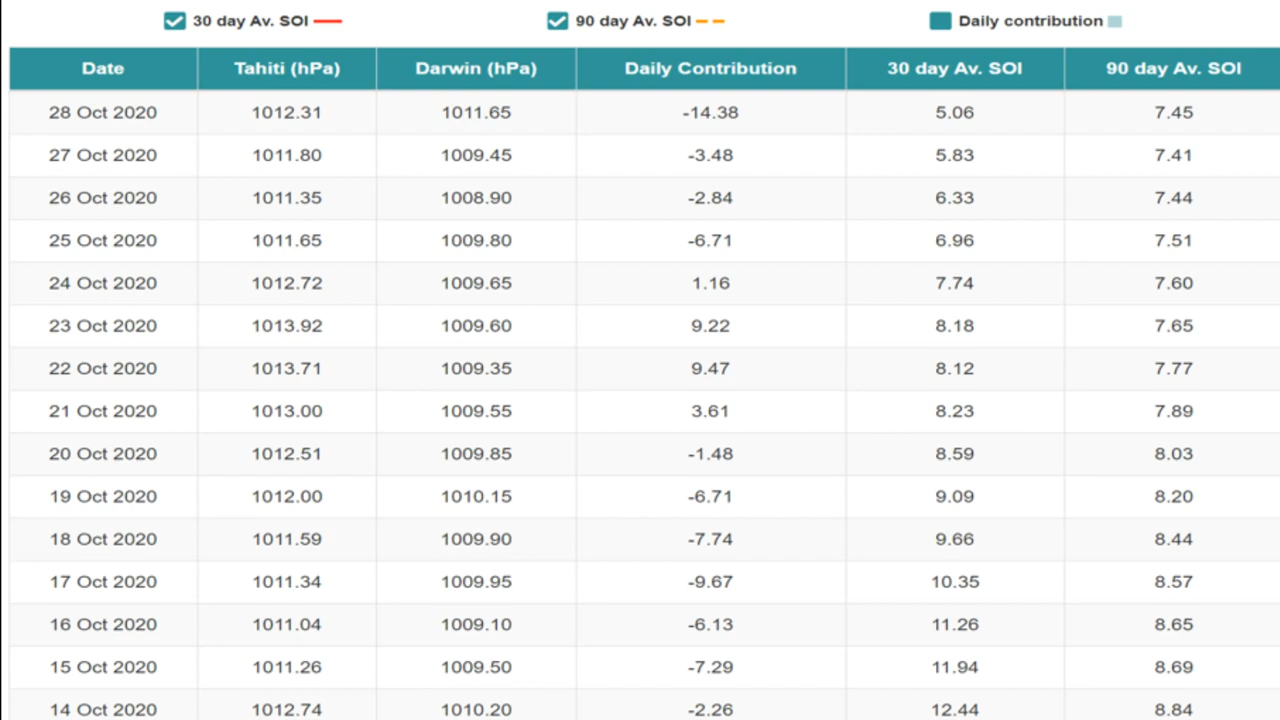 30 day Av. SOI 90 day Av. SOI Daily contribution
Date Tahiti (hPa) Darwin (hPa) Daily Contribution 30 day Av. SOI 90 day Av. SOI
28 Oct 2020 1012.31 1011.65 -14.38 5.06 7.45
27 Oct 2020 1011.80 1009.45 -3.48 5.83 7.41
26 Oct 2020 1011.35 1008.90 -2.84 6.33 7.44
25 Oct 2020 1011.65 1009.80 -6.71 6.96 7.51
24 Oct 2020 1012.72 1009.65 1.16 7.74 7.60
23 Oct 2020 1013.92 1009.60 9.22 8.18 7.65
22 Oct 2020 1013.71 1009.35 9.47 8.12 7.77
21 Oct 2020 1013.00 1009.55 3.61 8.23 7.89
20 Oct 2020 1012.51 1009.85 -1.48 8.59 8.03
19 Oct 2020 1012.00 1010.15 -6.71 9.09 8.20
18 Oct 2020 1011.59 1009.90 -7.74 9.66 8.44
17 Oct 2020 1011.34 1009.95 -9.67 10.35 8.57
16 Oct 2020 1011.04 1009.10 -6.13 11.26 8.65
15 Oct 2020 1011.26 1009.50 -7.29 11.94 8.69
14 Oct 2020 1012.74 1010.20 -2.26 12.44 8.84